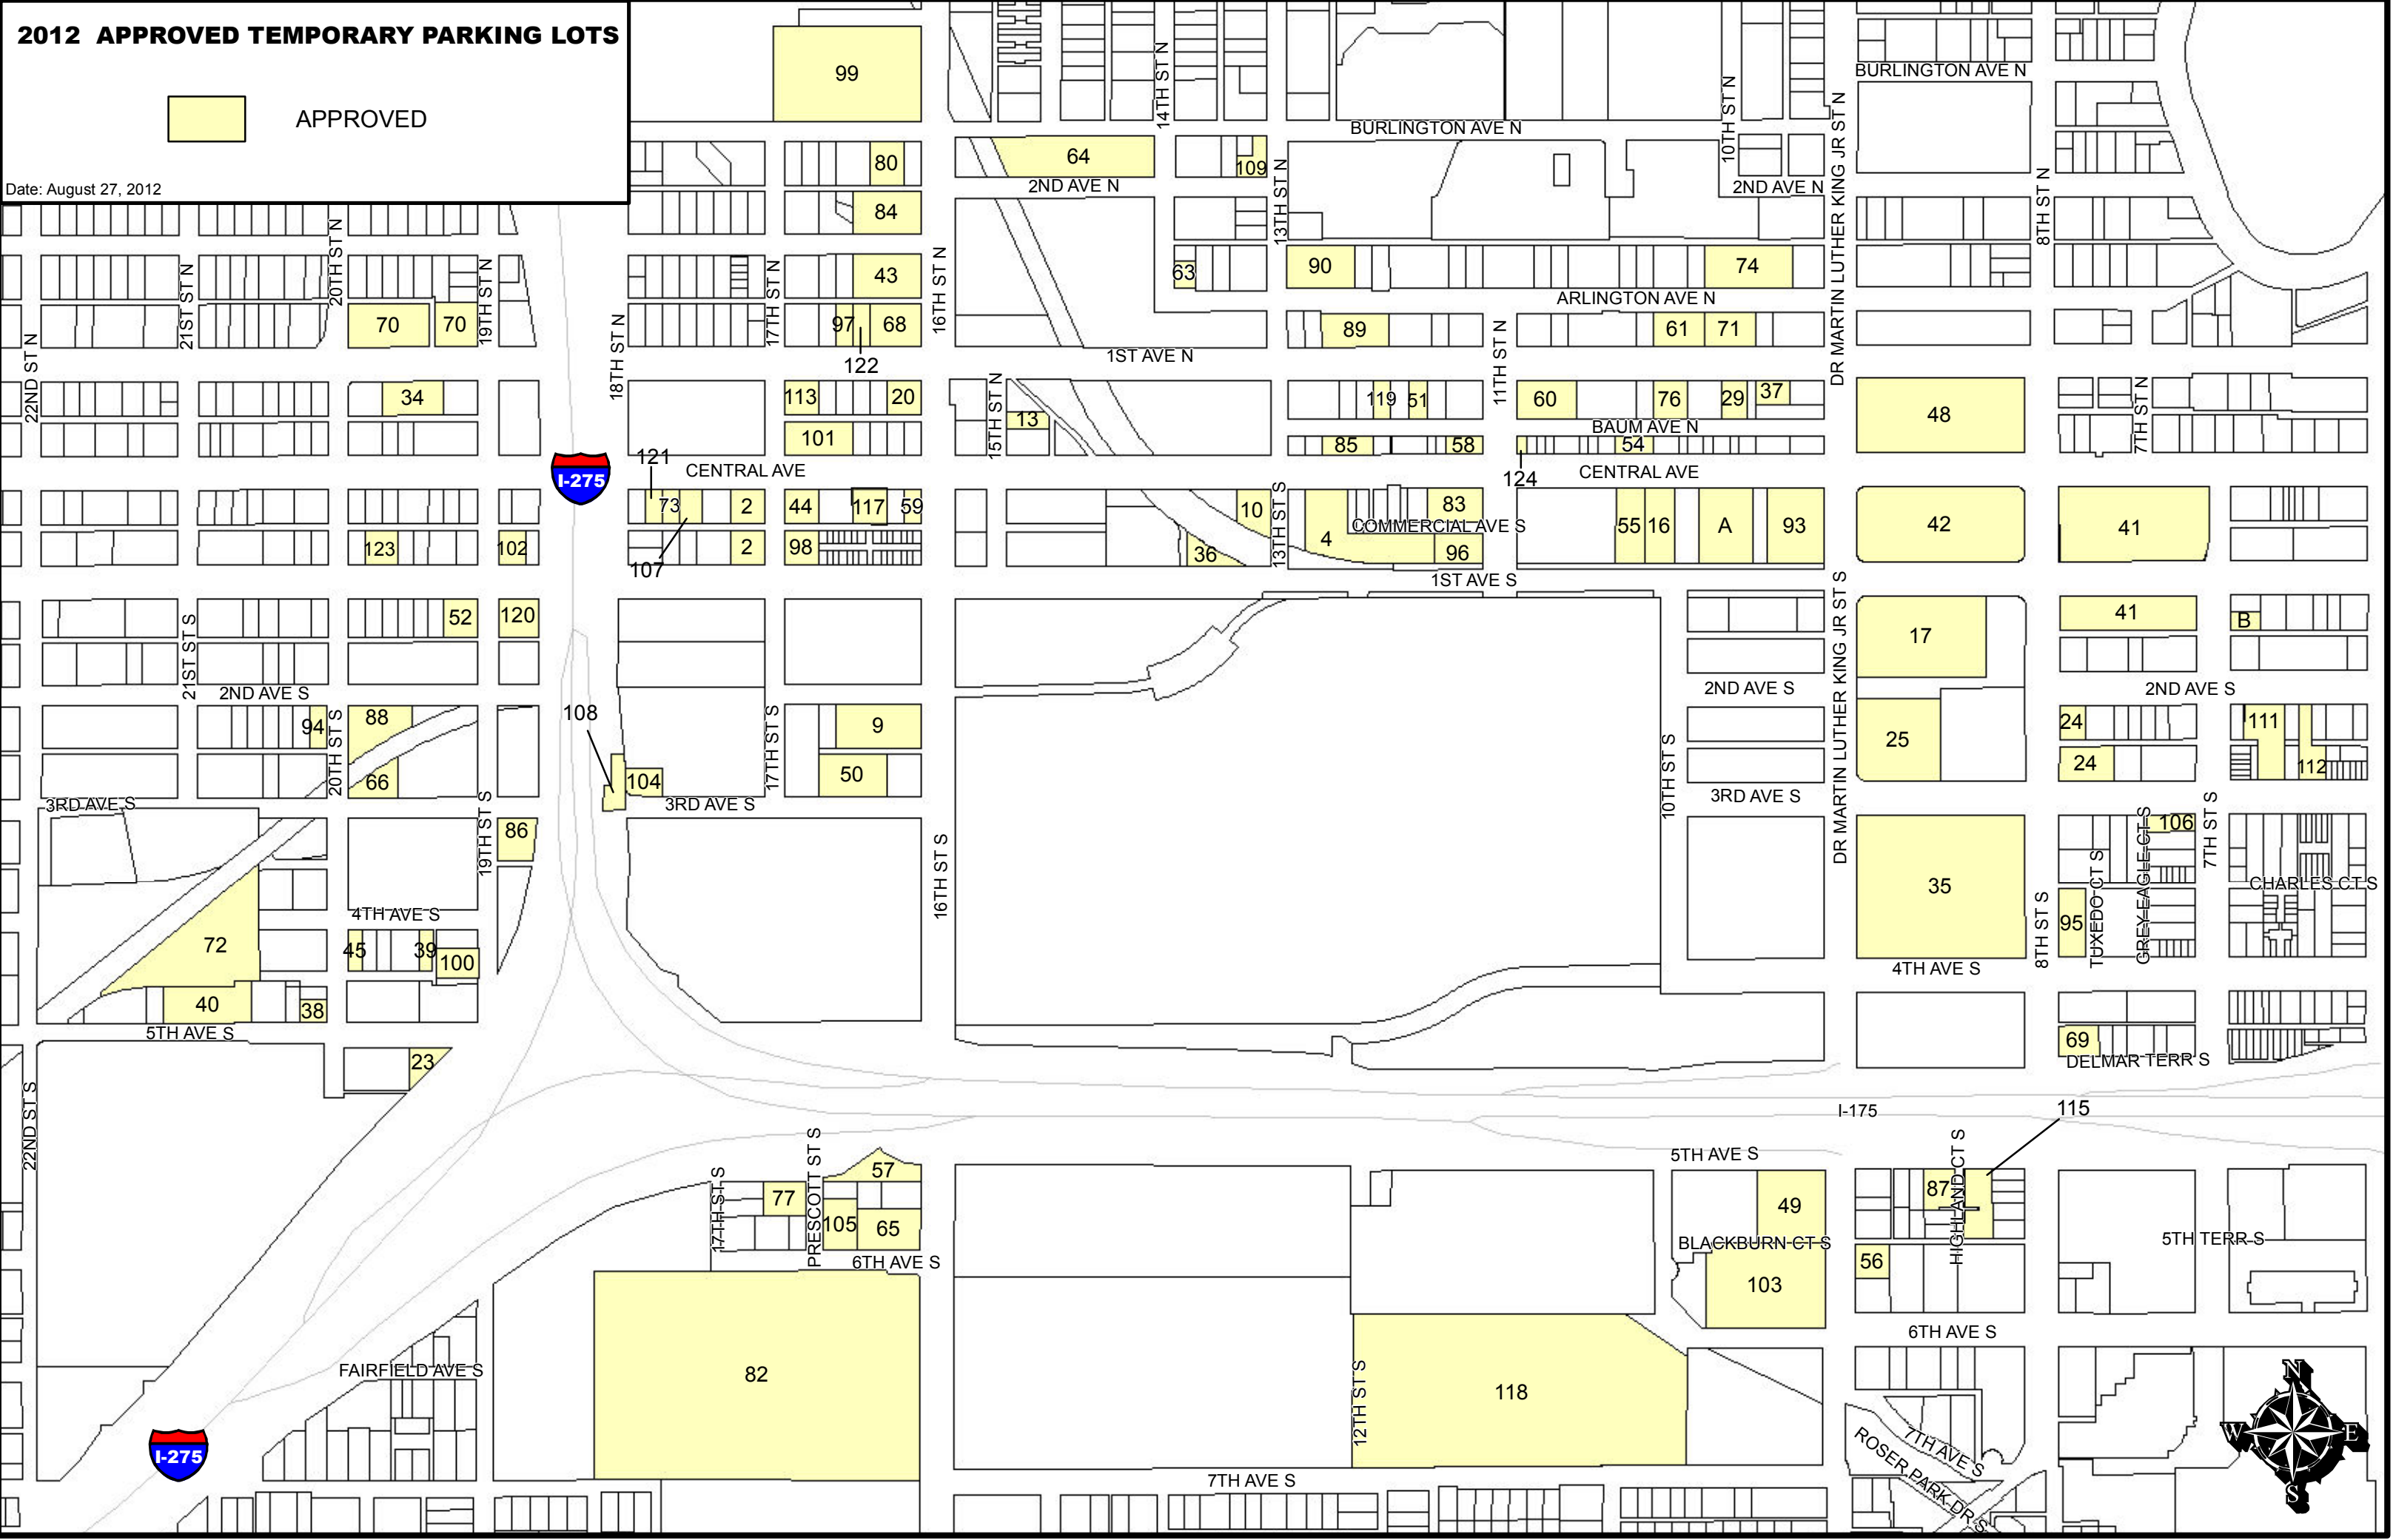 2012 APPROVED TEMPORARY PARKING LOTS
APPROVED
Date: August 27, 2012
99
14TH ST N
10TH ST N
DR MARTIN LUTHER KING JR ST N
BURLINGTON AVE N
BURLINGTON AVE N
80
64
109
2ND AVE N
13TH ST N
2ND AVE N
8TH ST N
84
22ND ST N
21ST ST N
20TH ST N
19TH ST N
18TH ST N
17TH ST N
16TH ST N
43
63
90
74
ARLINGTON AVE N
70
70
97
68
122
89
61
71
11TH ST N
1ST AVE N
34
113
20
15TH ST N
13
119
51
60
76
29
37
48
7TH ST N
BAUM AVE N
101
85
58
54
124
121
CENTRAL AVE
CENTRAL AVE
I-275
73
2
44
117
59
10
13TH ST S
4
83
COMMERCIAL AVE S
55
16
A
93
42
41
123
102
107
2
98
36
96
1ST AVE S
52
120
21ST ST S
DR MARTIN LUTHER KING JR ST S
17
41
B
2ND AVE S
2ND AVE S
2ND AVE S
94
20TH ST S
88
108
17TH ST S
9
10TH ST S
25
24
111
66
104
50
24
112
3RD AVE S
3RD AVE S
3RD AVE S
86
19TH ST S
16TH ST S
35
106
7TH ST S
TUXEDO CT S
GREY EAGLE CT S
CHARLES CT S
72
4TH AVE S
45
39
100
95
8TH ST S
4TH AVE S
40
38
5TH AVE S
69
DELMAR TERR S
23
22ND ST S
I-175
115
5TH AVE S
57
77
17TH ST S
PRESCOTT ST S
105
65
6TH AVE S
49
BLACKBURN CT S
103
87
HIGHLAND CT S
56
5TH TERR S
6TH AVE S
FAIRFIELD AVE S
82
12TH ST S
118
7TH AVE S
7TH AVE S
ROSER PARK DR S
I-275
N
W
E
S